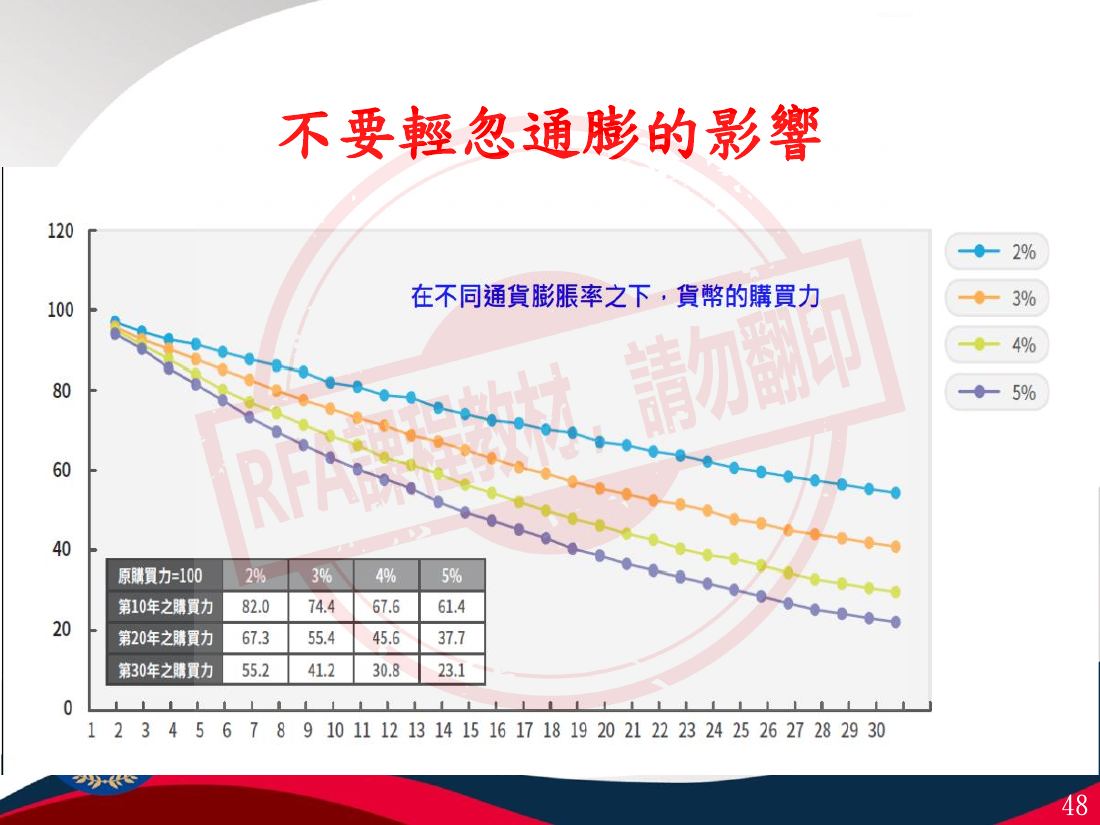 不要輕忽通膨的影響
在不同通貨膨脹率之下，貨幣的購買力
RFA課程教材，請勿翻印
2%
3%
4%
5%
120
100
80
60
40
20
0
原購買力=100 2% 3% 4% 5%
第10年之購買力 82.0 74.4 67.6 61.4
第20年之購買力 67.3 55.4 45.6 37.7
第30年之購買力 55.2 41.2 30.8 23.1
1 2 3 4 5 6 7 8 9 10 11 12 13 14 15 16 17 18 19 20 21 22 23 24 25 26 27 28 29 30
48